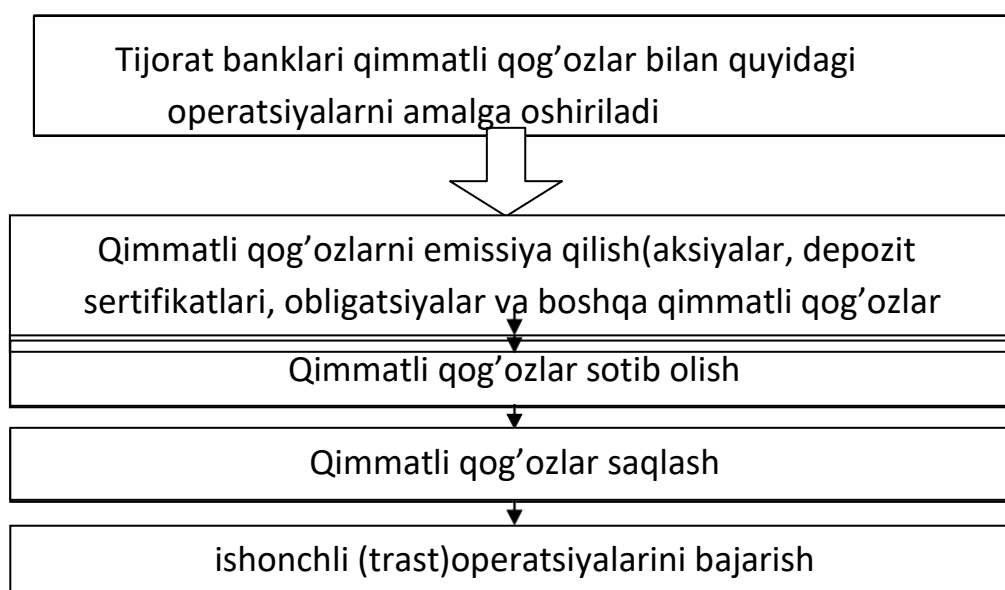 Tijorat banklari qimmatli qog’ozlar bilan quyidagi
operatsiyalarni amalga oshiriladi
Qimmatli qog’ozlarni emissiya qilish(aksiyalar, depozit
sertifikatlari, obligatsiyalar va boshqa qimmatli qog’ozlar
Qimmatli qog’ozlar sotib olish
Qimmatli qog’ozlar saqlash
ishonchli (trast)operatsiyalarini bajarish